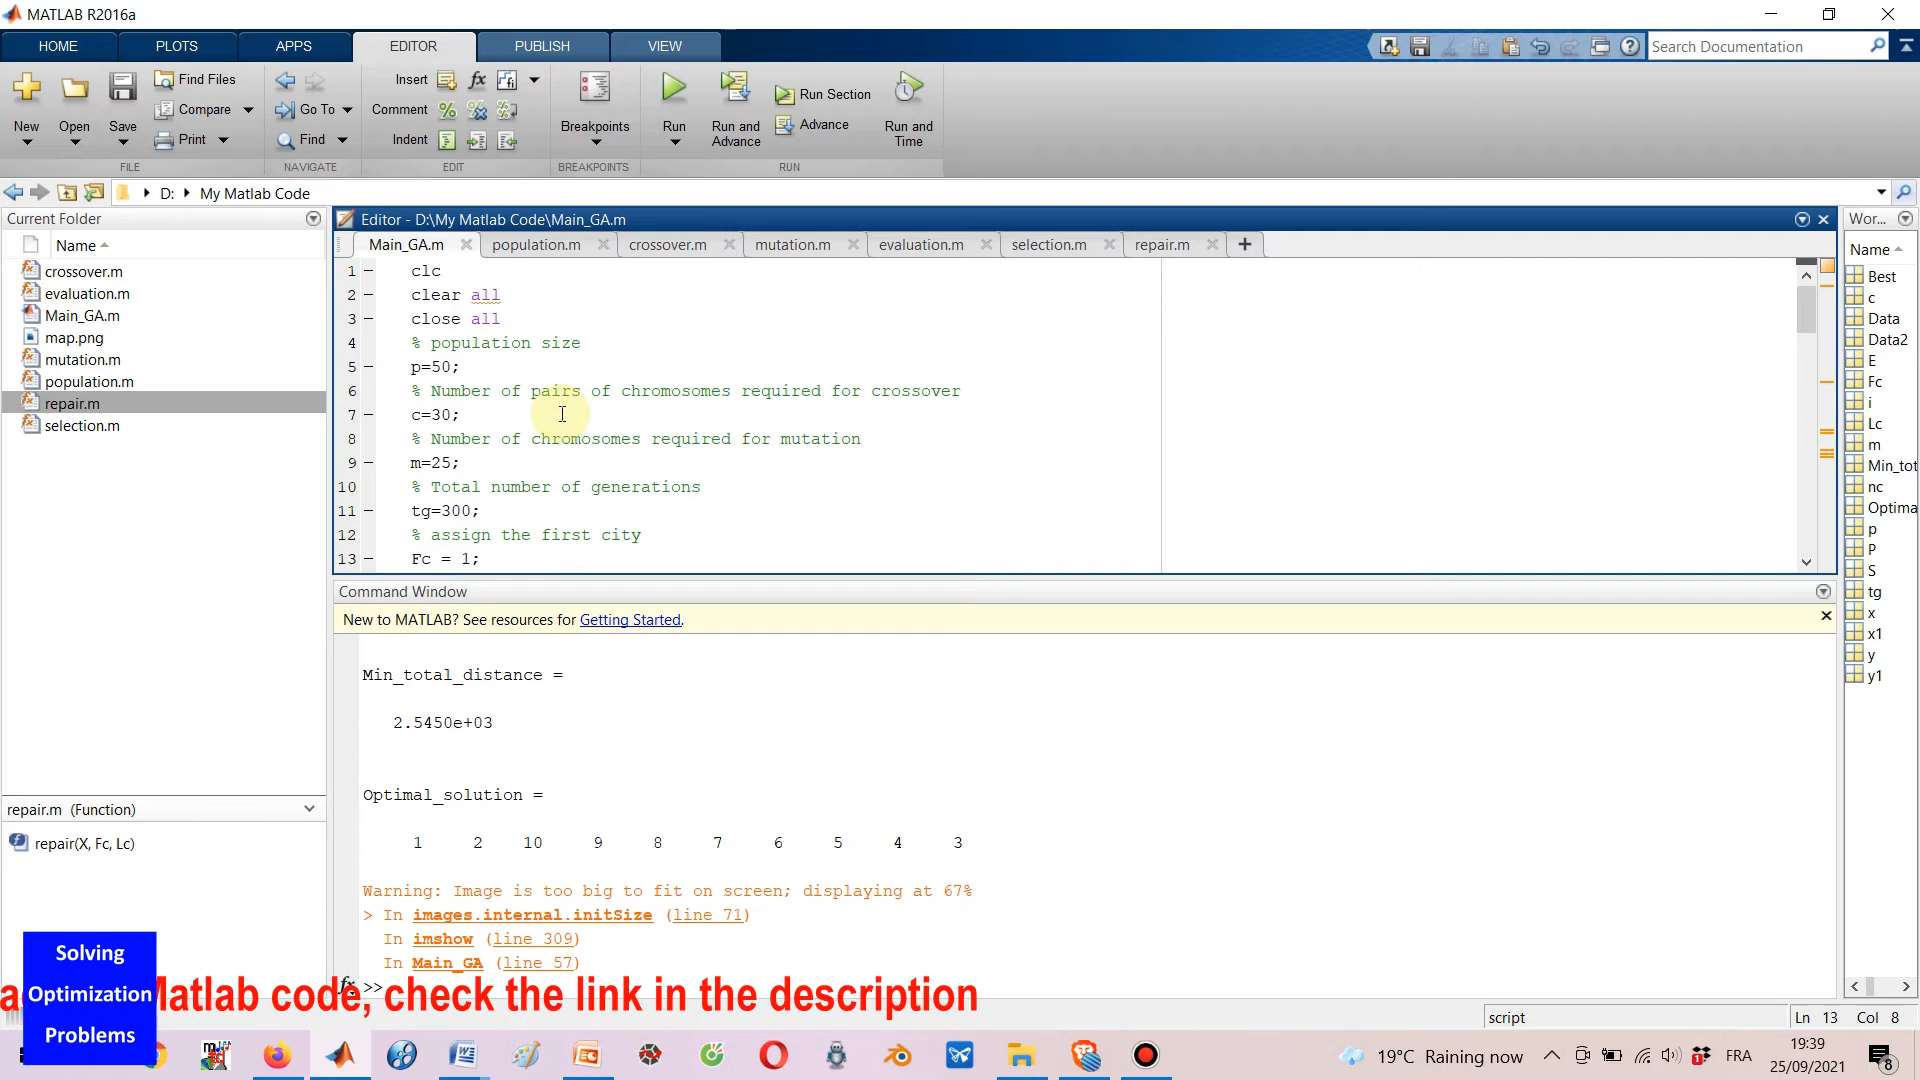 MATLAB R2016a
HOME PLOTS APPS EDITOR PUBLISH VIEW
Search Documentation
New
Open
Save
Find Files
Compare
Print
FILE
Go To
Find
NAVIGATE
Insert
Comment
Indent
EDIT
Breakpoints
BREAKPOINTS
Run
Run and Advance
Run Section
Advance
Run and Time
RUN
D: My Matlab Code
Current Folder
Name
crossover.m
evaluation.m
Main_GA.m
map.png
mutation.m
population.m
repair.m
selection.m
repair.m (Function)
repair(X, Fc, Lc)
Editor - D:\My Matlab Code\Main_GA.m
Main_GA.m population.m crossover.m mutation.m evaluation.m selection.m repair.m
1 clc
2 clear all
3 close all
4 % population size
5 p=50;
6 % Number of pairs of chromosomes required for crossover
7 c=30;
8 % Number of chromosomes required for mutation
9 m=25;
10 % Total number of generations
11 tg=300;
12 % assign the first city
13 Fc = 1;
Command Window
New to MATLAB? See resources for Getting Started.
Min_total_distance =
2.5450e+03
Optimal_solution =
1 2 10 9 8 7 6 5 4 3
Warning: Image is too big to fit on screen; displaying at 67%
> In images.internal.initSize (line 71)
In imshow (line 309)
In Main_GA (line 57)
fx >>
Wor...
Name
Best
c
Data
Data2
E
Fc
i
Lc
m
Min_tot
nc
Optima
p
P
S
tg
x
x1
y
y1
Solving
Optimization
Problems
Matlab code, check the link in the description
script
Ln 13 Col 8
19°C Raining now
FRA
19:39
25/09/2021
8